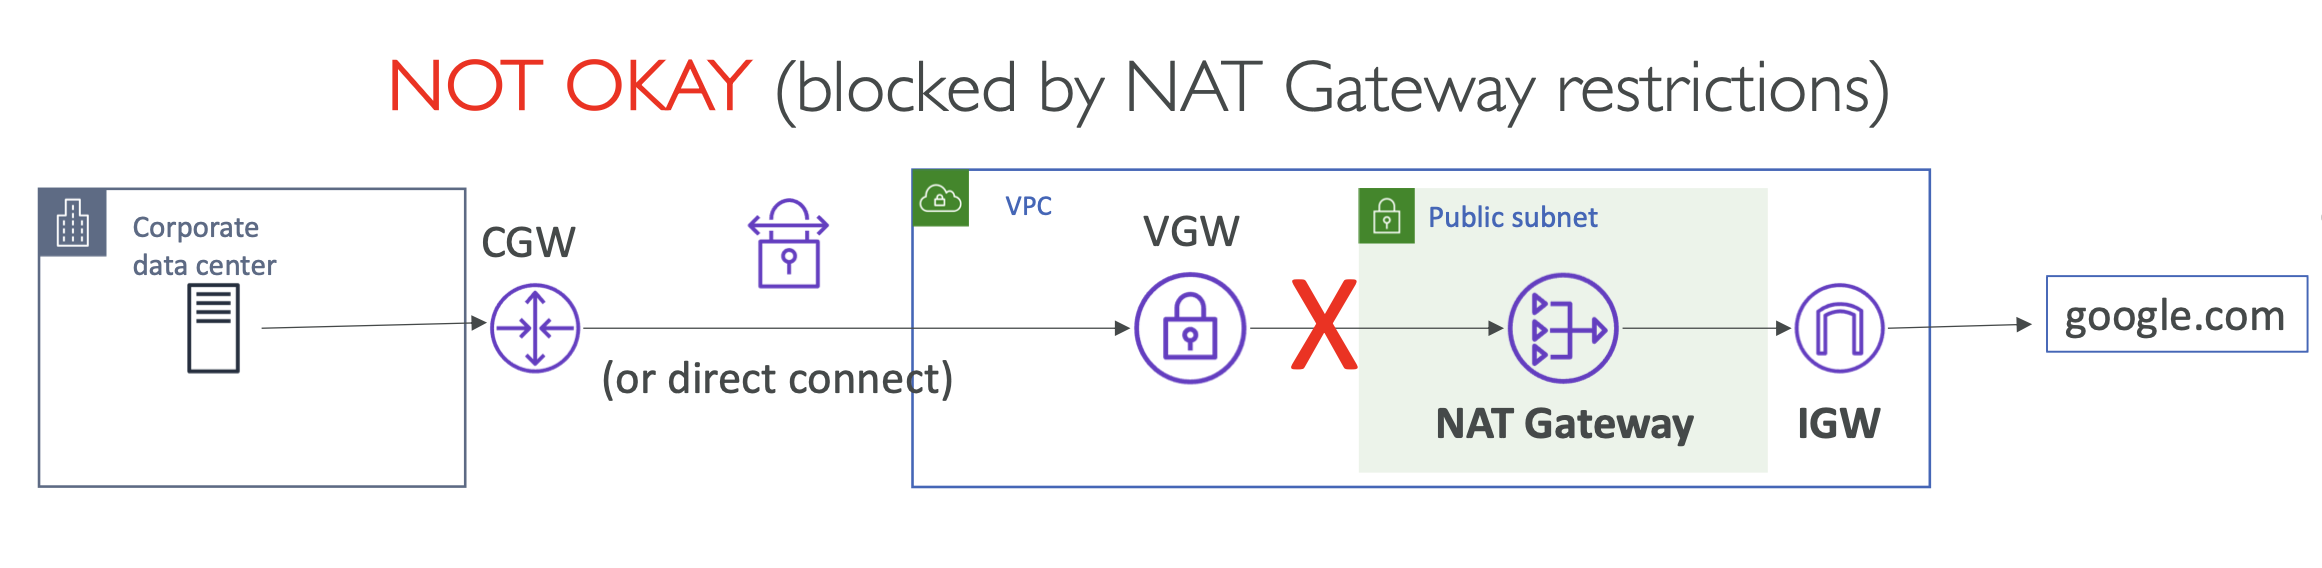 NOT OKAY (blocked by NAT Gateway restrictions)
Corporate
data center
CGW
(or direct connect)
VPC
VGW
X
Public subnet
NAT Gateway
IGW
google.com